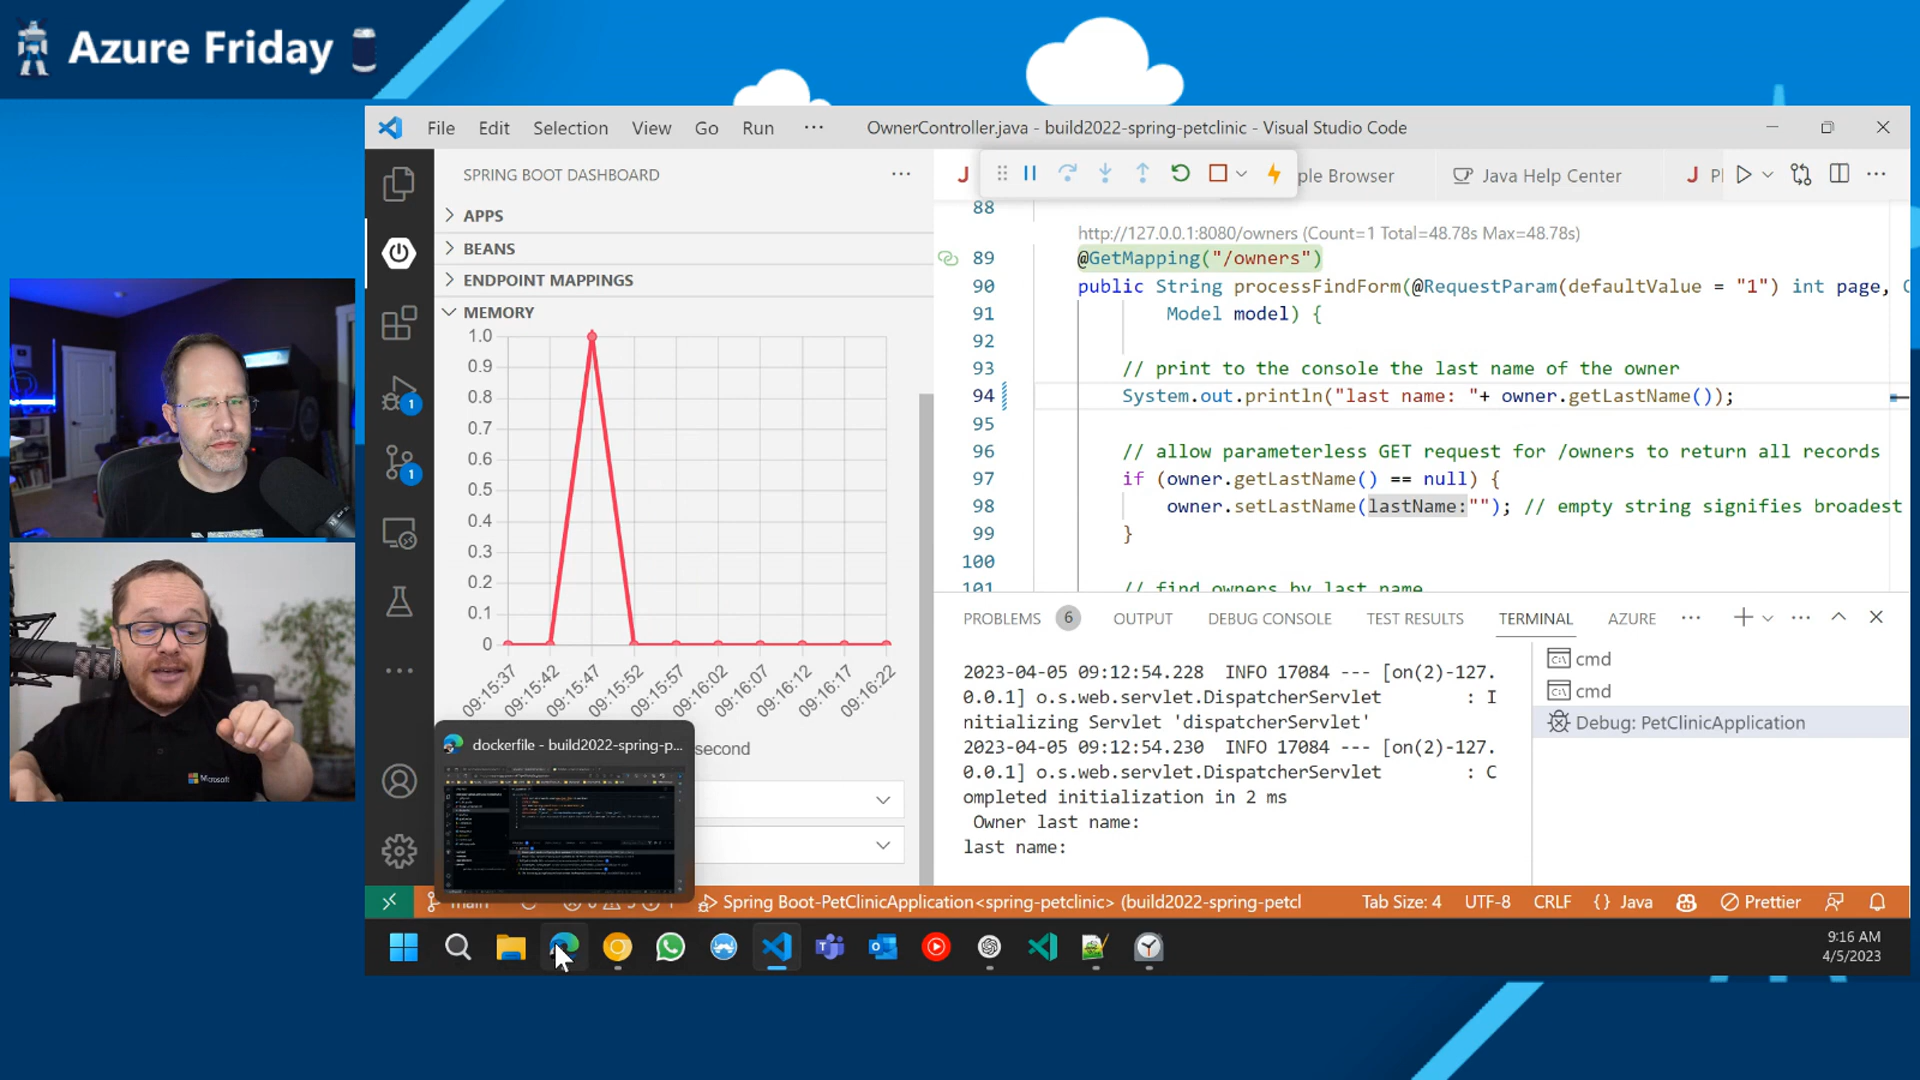 Azure Friday
File Edit Selection View Go Run ··· OwnerController.java - build2022-spring-petclinic - Visual Studio Code
SPRING BOOT DASHBOARD ···
APPS
BEANS
ENDPOINT MAPPINGS
MEMORY
1.0
0.9
0.8
0.7
0.6
0.5
0.4
0.3
0.2
0.1
0
09:15:37 09:15:42 09:15:47 09:15:52 09:15:57 09:16:02 09:16:07 09:16:12 09:16:17 09:16:22
second
dockerfile - build2022-spring-p...
1
1
J ple Browser Java Help Center J Pl
88
http://127.0.0.1:8080/owners (Count=1 Total=48.78s Max=48.78s)
89 @GetMapping("/owners")
90 public String processFindForm(@RequestParam(defaultValue = "1") int page,
91 Model model) {
92
93 // print to the console the last name of the owner
94 System.out.println("last name: "+ owner.getLastName());
95
96 // allow parameterless GET request for /owners to return all records
97 if (owner.getLastName() == null) {
98 owner.setLastName(lastName:""); // empty string signifies broadest
99 }
100
101 // find owners by last name
PROBLEMS 6 OUTPUT DEBUG CONSOLE TEST RESULTS TERMINAL AZURE ···
2023-04-05 09:12:54.228 INFO 17084 --- [on(2)-127.
0.0.1] o.s.web.servlet.DispatcherServlet : I
nitializing Servlet 'dispatcherServlet'
2023-04-05 09:12:54.230 INFO 17084 --- [on(2)-127.
0.0.1] o.s.web.servlet.DispatcherServlet : C
ompleted initialization in 2 ms
Owner last name:
last name:
cmd
cmd
Debug: PetClinicApplication
Microsoft
main Spring Boot-PetClinicApplication<spring-petclinic> (build2022-spring-petcl Tab Size: 4 UTF-8 CRLF {} Java Prettier
9:16 AM
4/5/2023